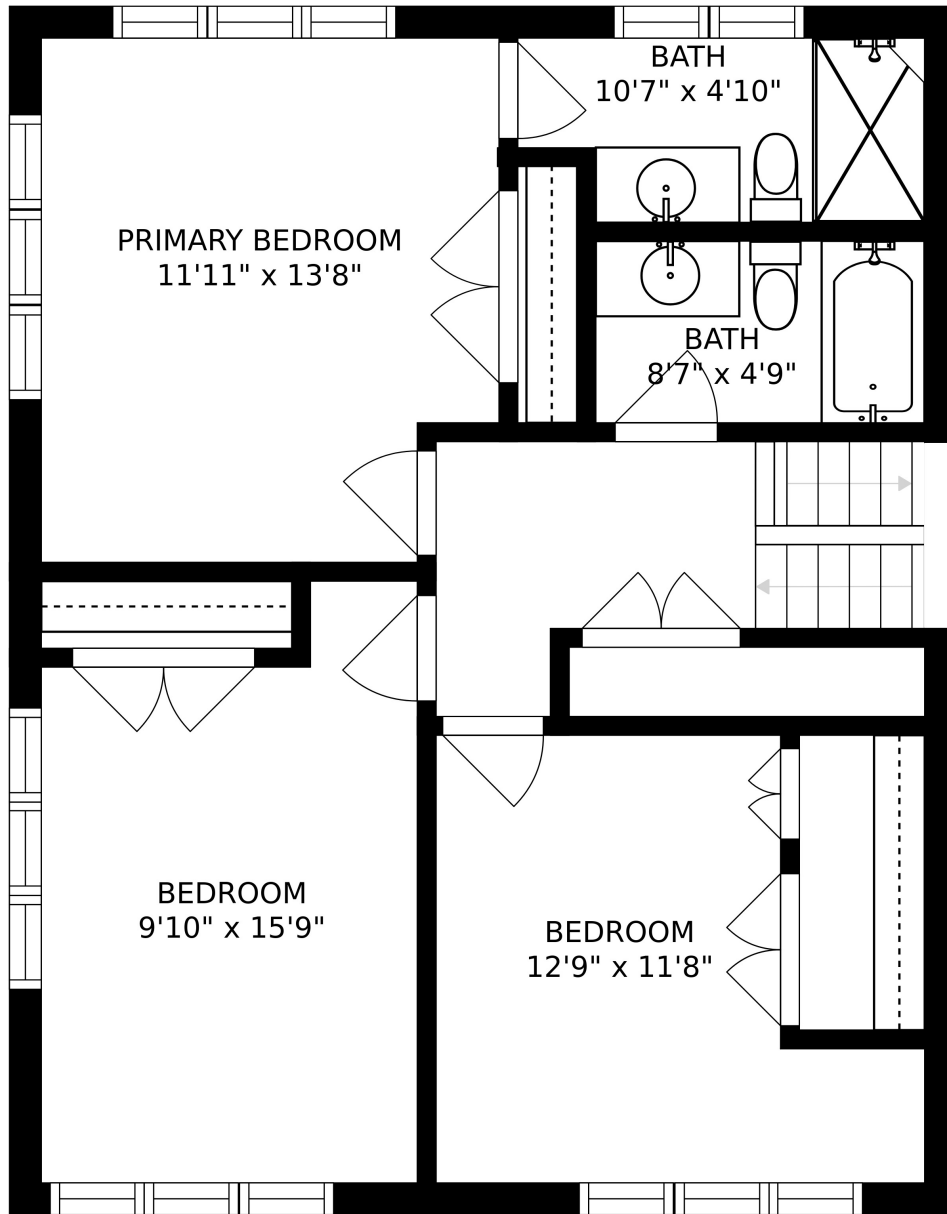 BATH
10'7" x 4'10"
PRIMARY BEDROOM
11'11" x 13'8"
BATH
8'7" x 4'9"
BEDROOM
9'10" x 15'9"
BEDROOM
12'9" x 11'8"